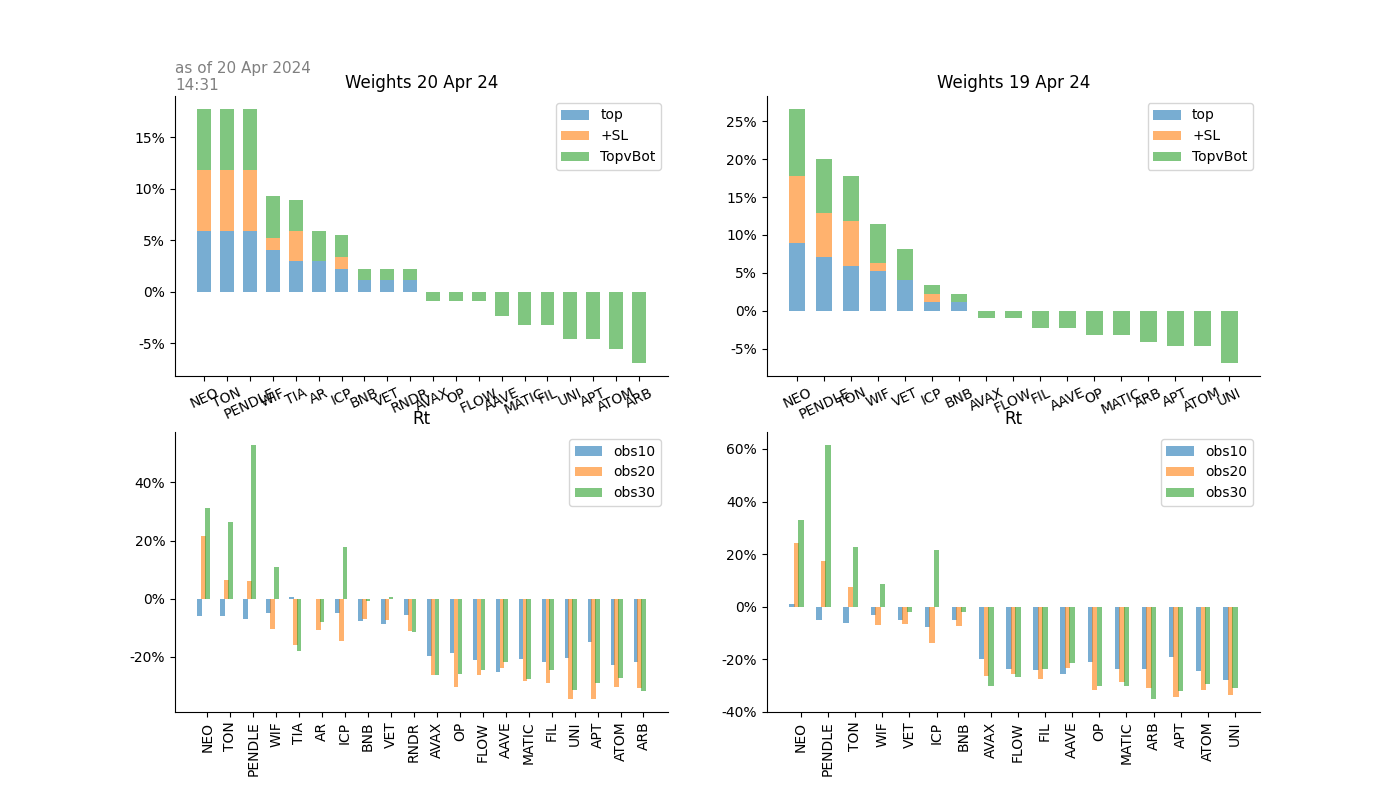 as of 20 Apr 2024
14:31
Weights 20 Apr 24
top
+SL
TopvBot
15%
10%
5%
0%
-5%
NEO TON PENDLE WIF TIA AR ICP BNB VET RNDR AVAX OP FLOW AAVE MATIC FIL UNI APT ATOM ARB
Weights 19 Apr 24
top
+SL
TopvBot
25%
20%
15%
10%
5%
0%
-5%
NEO PENDLE TON WIF VET ICP BNB AVAX FLOW FIL AAVE OP MATIC ARB APT ATOM UNI
Rt
obs10
obs20
obs30
40%
20%
0%
-20%
NEO TON PENDLE WIF TIA AR ICP BNB VET RNDR AVAX OP FLOW AAVE MATIC FIL UNI APT ATOM ARB
Rt
obs10
obs20
obs30
60%
40%
20%
0%
-20%
-40%
NEO PENDLE TON WIF VET ICP BNB AVAX FLOW FIL AAVE OP MATIC ARB APT ATOM UNI